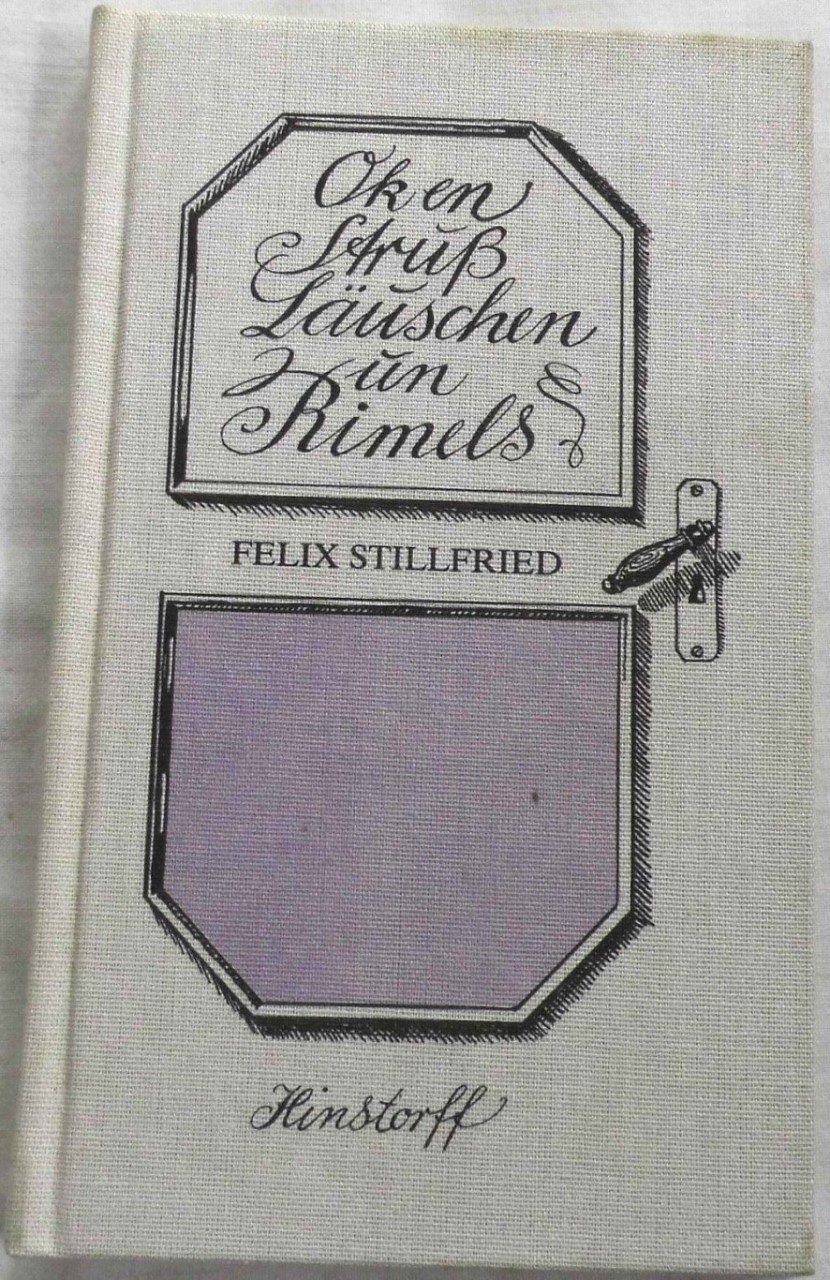 Ok en
Struß
Läuschen
un
Rimels
FELIX STILLFRIED
Hinstorff